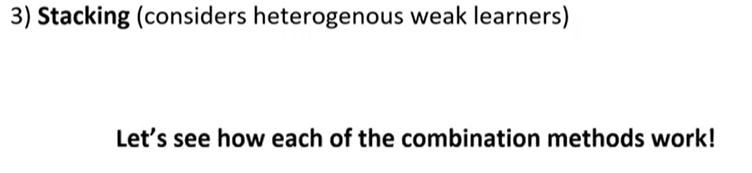 3) Stacking (considers heterogenous weak learners)
Let's see how each of the combination methods work!